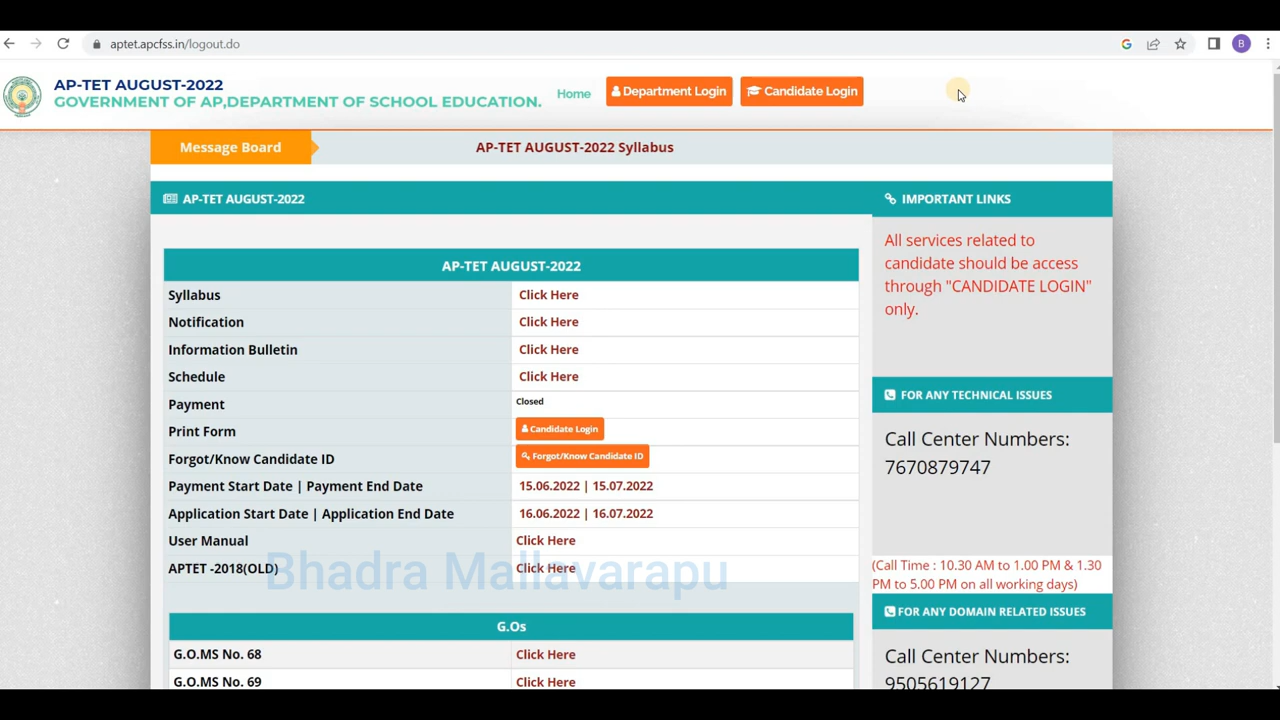 aptet.apcfss.in/logout.do
B
AP-TET AUGUST-2022
GOVERNMENT OF AP,DEPARTMENT OF SCHOOL EDUCATION.
Home
Department Login
Candidate Login
Message Board
AP-TET AUGUST-2022 Syllabus
AP-TET AUGUST-2022
AP-TET AUGUST-2022
Syllabus Click Here
Notification Click Here
Information Bulletin Click Here
Schedule Click Here
Payment Closed
Print Form Candidate Login
Forgot/Know Candidate ID Forgot/Know Candidate ID
Payment Start Date | Payment End Date 15.06.2022 | 15.07.2022
Application Start Date | Application End Date 16.06.2022 | 16.07.2022
User Manual Click Here
APTET -2018(OLD) Click Here
Bhadra Mallavarapu
G.Os
G.O.MS No. 68 Click Here
G.O.MS No. 69 Click Here
IMPORTANT LINKS
All services related to
candidate should be access
through "CANDIDATE LOGIN"
only.
FOR ANY TECHNICAL ISSUES
Call Center Numbers:
7670879747
(Call Time : 10.30 AM to 1.00 PM & 1.30
PM to 5.00 PM on all working days)
FOR ANY DOMAIN RELATED ISSUES
Call Center Numbers:
9505619127